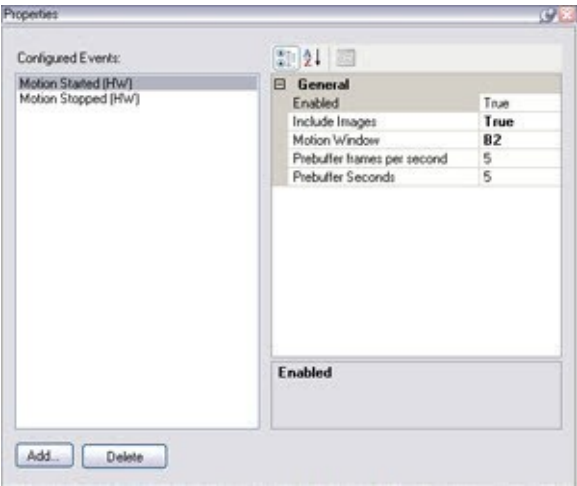 Properties
Configured Events:
Motion Started (HW)
Motion Stopped (HW)
General
Enabled True
Include Images True
Motion Window B2
Prebuffer frames per second 5
Prebuffer Seconds 5
Enabled
Add...
Delete